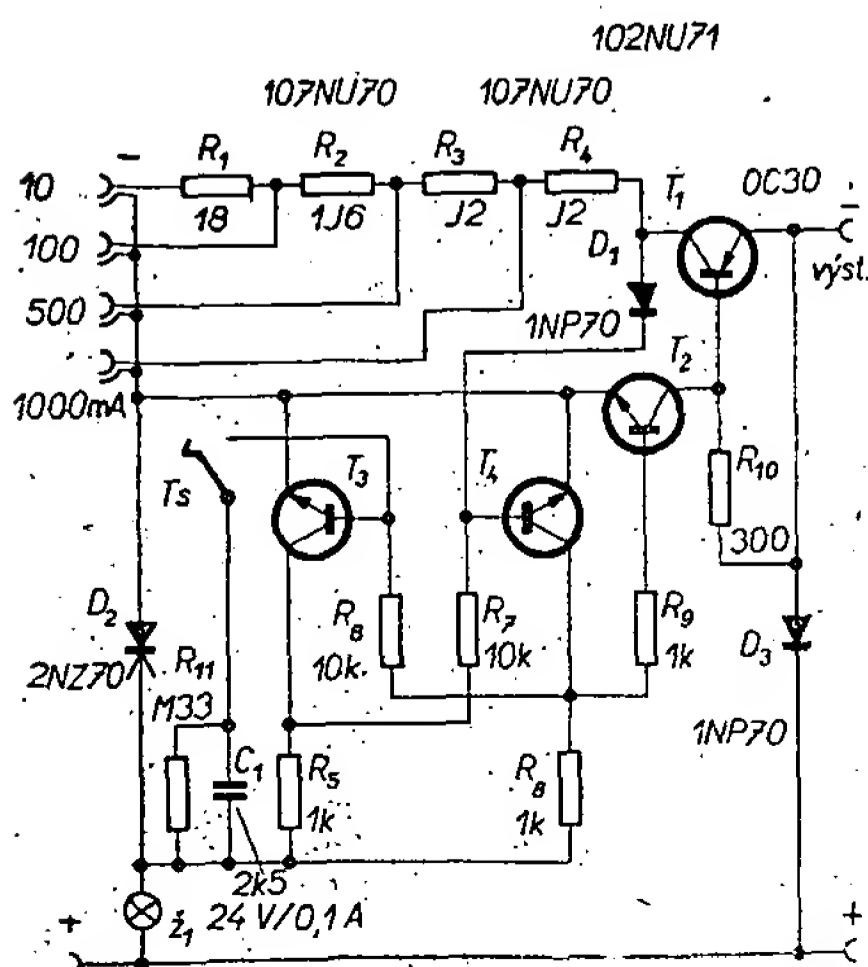 102NU71
107NU70 107NU70
10 - R1 R2 R3 R4 T1 OC30 -
18 1J6 J2 J2
100 D1 výst.
500 1NP70 T2
1000mA
Ts T3 T4 R10
300
D2 R8 R7 R9 D3
2NZ70 R11 10k 10k 1k
M33 1NP70
C1 R5 R8
1k 1k
2k5
+ ž1 24 V/0,1 A +